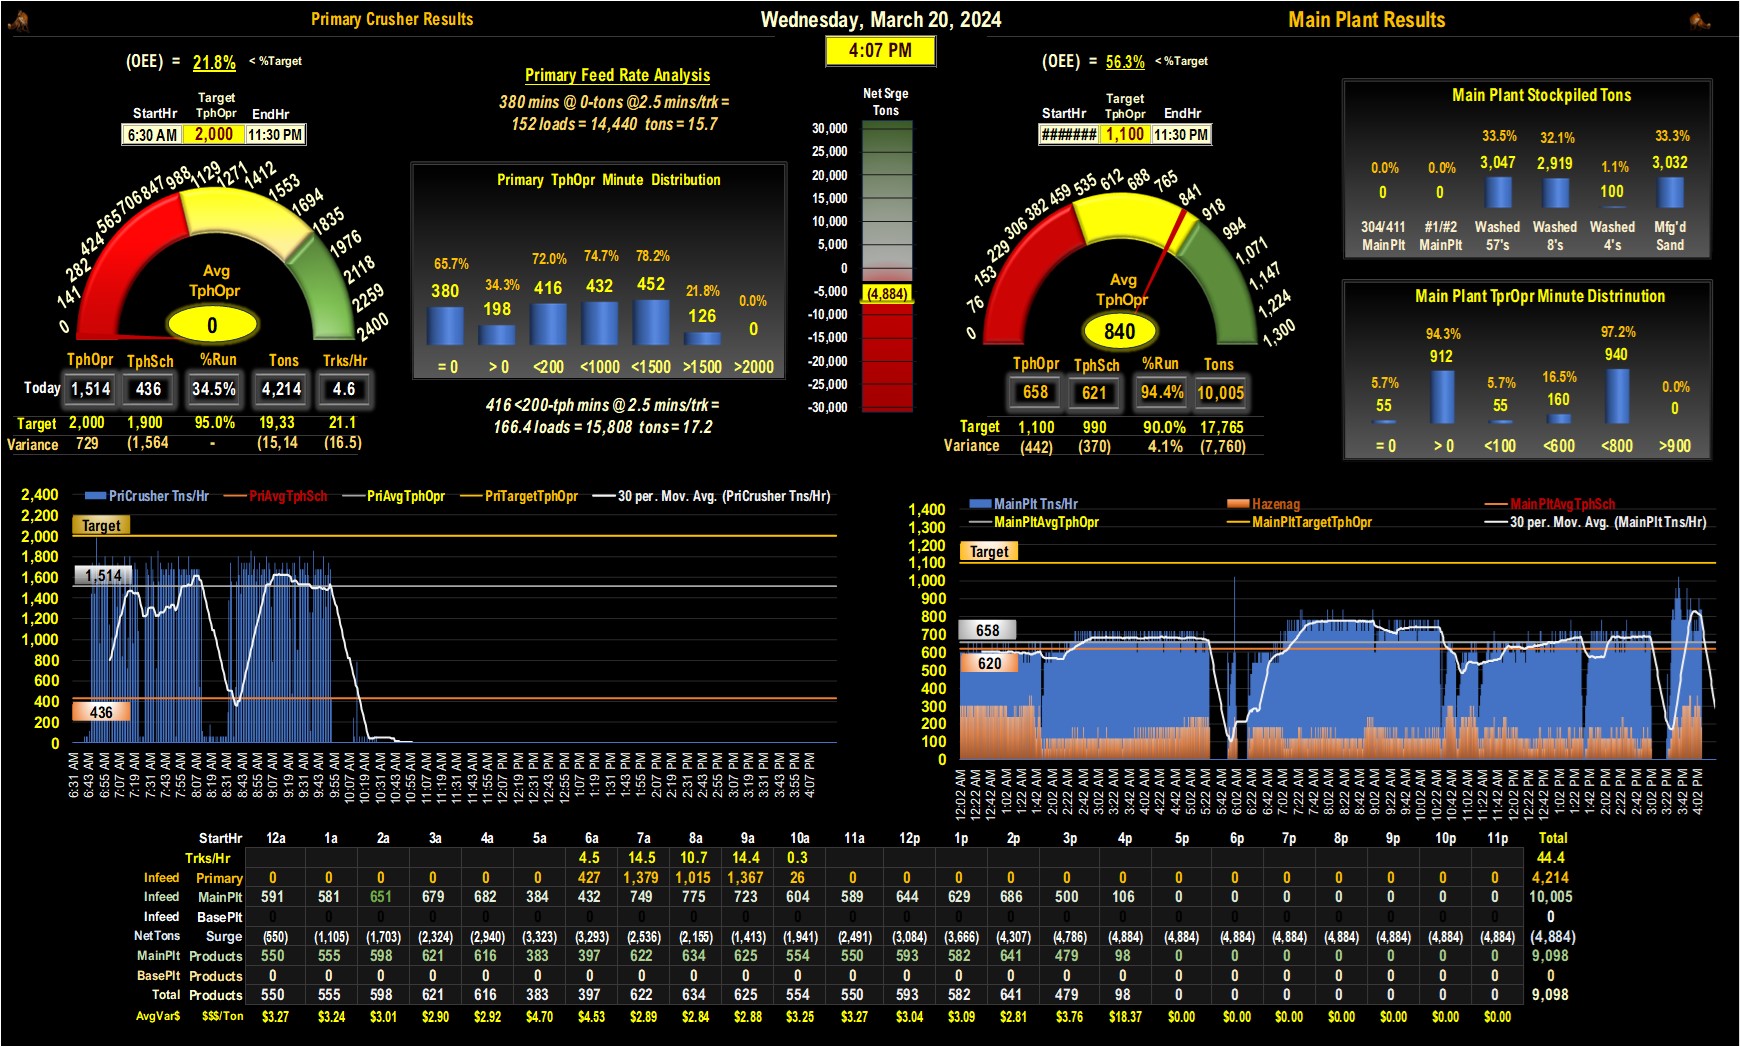 Primary Crusher Results
Wednesday, March 20, 2024
Main Plant Results
4:07 PM
(OEE) = 21.8% < %Target
Target
StartHr TphOpr EndHr
6:30 AM 2,000 11:30 PM
0 141 282 424 565 706 847 988 1129 1271 1412 1553 1694 1835 1976 2118 2259 2400
Avg
TphOpr
0
TphOpr TphSch %Run Tons Trks/Hr
Today 1,514 436 34.5% 4,214 4.6
Target 2,000 1,900 95.0% 19,33 21.1
Variance 729 (1,564 - (15,14 (16.5)
Primary Feed Rate Analysis
380 mins @ 0-tons @2.5 mins/trk =
152 loads = 14,440 tons = 15.7
Primary TphOpr Minute Distribution
65.7% 34.3% 72.0% 74.7% 78.2% 21.8% 0.0%
380 198 416 432 452 126 0
= 0 > 0 <200 <1000 <1500 >1500 >2000
416 <200-tph mins @ 2.5 mins/trk =
166.4 loads = 15,808 tons = 17.2
Net Srge
Tons
30,000
25,000
20,000
15,000
10,000
5,000
0
-5,000
(4,884)
-10,000
-15,000
-20,000
-25,000
-30,000
(OEE) = 56.3% < %Target
Target
StartHr TphOpr EndHr
####### 1,100 11:30 PM
0 76 153 229 306 382 459 535 612 688 765 841 918 994 1,071 1,147 1,224 1,300
Avg
TphOpr
840
TphOpr TphSch %Run Tons
658 621 94.4% 10,005
Target 1,100 990 90.0% 17,765
Variance (442) (370) 4.1% (7,760)
Main Plant Stockpiled Tons
0.0% 0.0% 33.5% 32.1% 1.1% 33.3%
0 0 3,047 2,919 100 3,032
304/411 #1/#2 Washed Washed Washed Mfg'd
MainPlt MainPlt 57's 8's 4's Sand
Main Plant TprOpr Minute Distrinution
5.7% 94.3% 5.7% 16.5% 97.2% 0.0%
55 912 55 160 940 0
= 0 > 0 <100 <600 <800 >900
PriCrusher Tns/Hr PriAvgTphSch PriAvgTphOpr PriTargetTphOpr 30 per. Mov. Avg. (PriCrusher Tns/Hr)
2,400
2,200
2,000
1,800
1,600
1,400
1,200
1,000
800
600
400
200
0
Target
1,514
436
6:31 AM 6:43 AM 6:55 AM 7:07 AM 7:19 AM 7:31 AM 7:43 AM 7:55 AM 8:07 AM 8:19 AM 8:31 AM 8:43 AM 8:55 AM 9:07 AM 9:19 AM 9:31 AM 9:43 AM 9:55 AM 10:07 AM 10:19 AM 10:31 AM 10:43 AM 10:55 AM 11:07 AM 11:19 AM 11:31 AM 11:43 AM 11:55 AM 12:07 PM 12:19 PM 12:31 PM 12:43 PM 12:55 PM 1:07 PM 1:19 PM 1:31 PM 1:43 PM 1:55 PM 2:07 PM 2:19 PM 2:31 PM 2:43 PM 2:55 PM 3:07 PM 3:19 PM 3:31 PM 3:43 PM 3:55 PM 4:07 PM
MainPlt Tns/Hr Hazenag MainPltAvgTphSch
MainPltAvgTphOpr MainPltTargetTphOpr 30 per. Mov. Avg. (MainPlt Tns/Hr)
1,400
1,300
1,200
1,100
1,000
900
800
700
600
500
400
300
200
100
0
Target
658
620
12:02 AM 12:22 AM 12:42 AM 1:02 AM 1:22 AM 1:42 AM 2:02 AM 2:22 AM 2:42 AM 3:02 AM 3:22 AM 3:42 AM 4:02 AM 4:22 AM 4:42 AM 5:02 AM 5:22 AM 5:42 AM 6:02 AM 6:22 AM 6:42 AM 7:02 AM 7:22 AM 7:42 AM 8:02 AM 8:22 AM 8:42 AM 9:02 AM 9:22 AM 9:42 AM 10:02 AM 10:22 AM 10:42 AM 11:02 AM 11:22 AM 11:42 AM 12:02 PM 12:22 PM 12:42 PM 1:02 PM 1:22 PM 1:42 PM 2:02 PM 2:22 PM 2:42 PM 3:02 PM 3:22 PM 3:42 PM 4:02 PM
StartHr 12a 1a 2a 3a 4a 5a 6a 7a 8a 9a 10a 11a 12p 1p 2p 3p 4p 5p 6p 7p 8p 9p 10p 11p Total
Trks/Hr 4.5 14.5 10.7 14.4 0.3 44.4
Infeed Primary 0 0 0 0 0 0 427 1,379 1,015 1,367 26 0 0 0 0 0 0 0 0 0 0 0 0 0 4,214
Infeed MainPlt 591 581 651 679 682 384 432 749 775 723 604 589 644 629 686 500 106 0 0 0 0 0 0 0 10,005
Infeed BasePlt 0 0 0 0 0 0 0 0 0 0 0 0 0 0 0 0 0 0 0 0 0 0 0 0 0
NetTons Surge (550) (1,105) (1,703) (2,324) (2,940) (3,323) (3,293) (2,536) (2,155) (1,413) (1,941) (2,491) (3,084) (3,666) (4,307) (4,786) (4,884) (4,884) (4,884) (4,884) (4,884) (4,884) (4,884) (4,884) (4,884)
MainPlt Products 550 555 598 621 616 383 397 622 634 625 554 550 593 582 641 479 98 0 0 0 0 0 0 0 9,098
BasePlt Products 0 0 0 0 0 0 0 0 0 0 0 0 0 0 0 0 0 0 0 0 0 0 0 0 0
Total Products 550 555 598 621 616 383 397 622 634 625 554 550 593 582 641 479 98 0 0 0 0 0 0 0 9,098
AvgVar$ $$$/Ton $3.27 $3.24 $3.01 $2.90 $2.92 $4.70 $4.53 $2.89 $2.84 $2.88 $3.25 $3.27 $3.04 $3.09 $2.81 $3.76 $18.37 $0.00 $0.00 $0.00 $0.00 $0.00 $0.00 $0.00